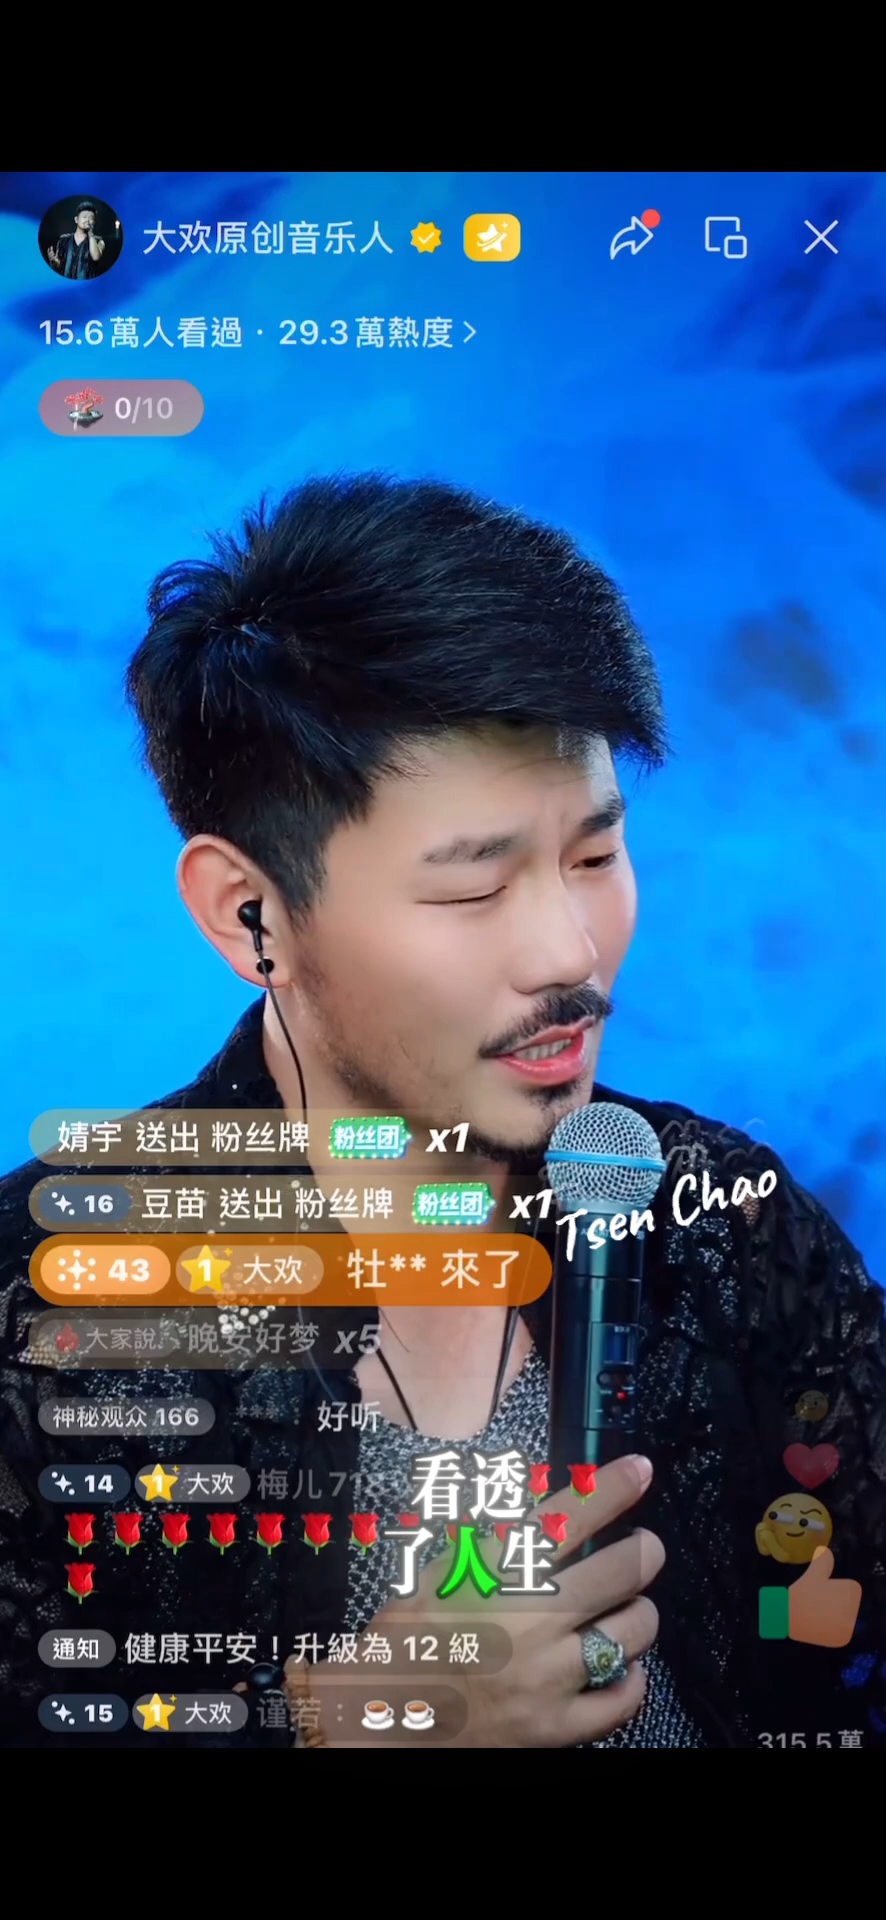 大欢原创音乐人
15.6萬人看過 · 29.3萬熱度 >
0/10
婧宇 送出 粉丝牌 粉丝团 x1
16 豆苗 送出 粉丝牌 粉丝团 x1
Tsen Chao
43 1 大欢 牡** 來了
大家說 晚安好梦 x5
神秘观众 166 ***： 好听
14 1 大欢 梅儿718
看透
了人生
通知 健康平安！升級為 12 級
15 1 大欢 谨若：
315.5萬